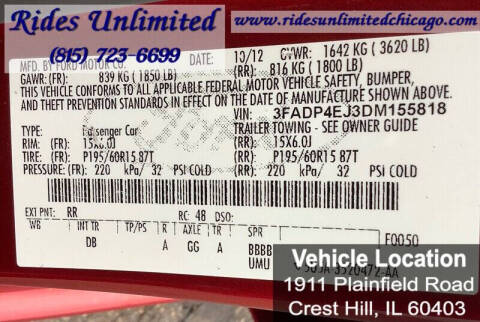 Rides Unlimited
(815) 723-6699
www.ridesunlimitedchicago.com
MFD. BY FORD MOTOR CO. DATE: 10/12 GVWR: 1642 KG ( 3620 LB)
GAWR: (FR): 839 KG ( 1850 LB) (RR): 816 KG ( 1800 LB)
THIS VEHICLE CONFORMS TO ALL APPLICABLE FEDERAL MOTOR VEHICLE SAFETY, BUMPER,
AND THEFT PREVENTION STANDARDS IN EFFECT ON THE DATE OF MANUFACTURE SHOWN ABOVE.
VIN: 3FADP4EJ3DM155818
TYPE: Passenger Car TRAILER TOWING - SEE OWNER GUIDE
RIM: (FR): 15X6.0J (RR): 15X6.0J
TIRE: (FR): P195/60R15 87T (RR): P195/60R15 87T
PRESSURE: (FR): 220 kPa/ 32 PSI COLD (RR): 220 kPa/ 32 PSI COLD
EXT PNT: RR RC: 48 DSO:
WB INT TR TP/PS R AXLE TR SPR F0050
DB A GG A BBBB
UMU 3520472-AA
Vehicle Location
1911 Plainfield Road
Crest Hill, IL 60403